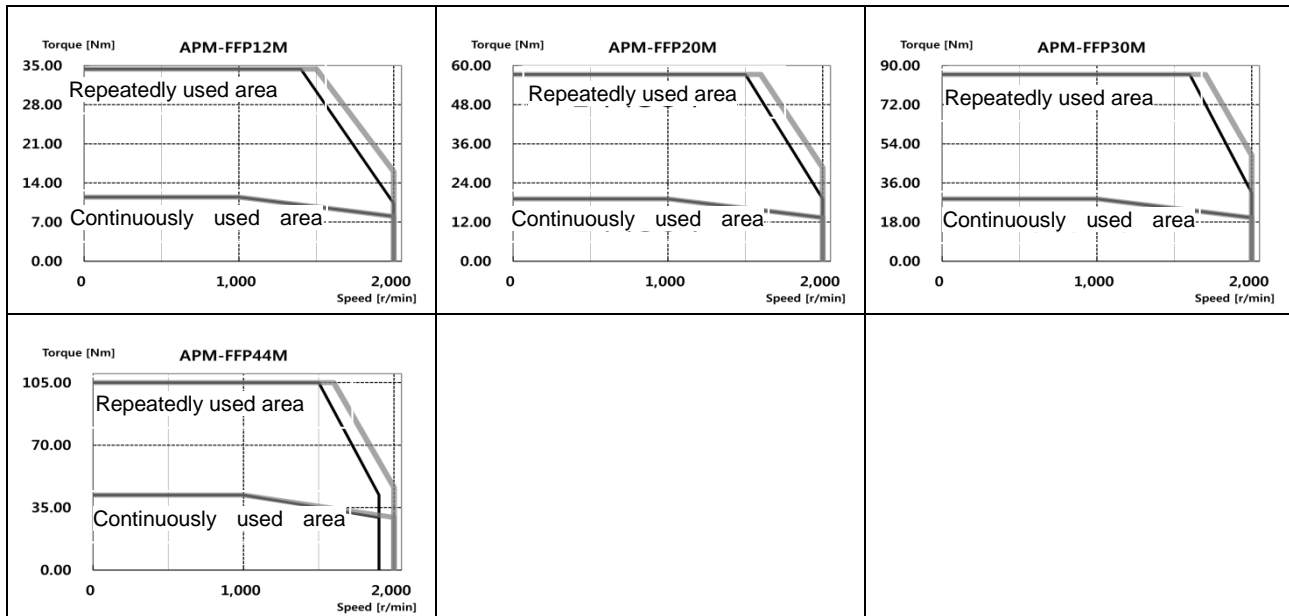 Torque [Nm] APM-FFP12M
35.00
Repeatedly used area
28.00
21.00
14.00
7.00
Continuously used area
0.00
0 1,000 2,000
Speed [r/min]
Torque [Nm] APM-FFP20M
60.00
Repeatedly used area
48.00
36.00
24.00
12.00
Continuously used area
0.00
0 1,000 2,000
Speed [r/min]
Torque [Nm] APM-FFP30M
90.00
Repeatedly used area
72.00
54.00
36.00
18.00
Continuously used area
0.00
0 1,000 2,000
Speed [r/min]
Torque [Nm] APM-FFP44M
105.00
Repeatedly used area
70.00
35.00
Continuously used area
0.00
0 1,000 2,000
Speed [r/min]